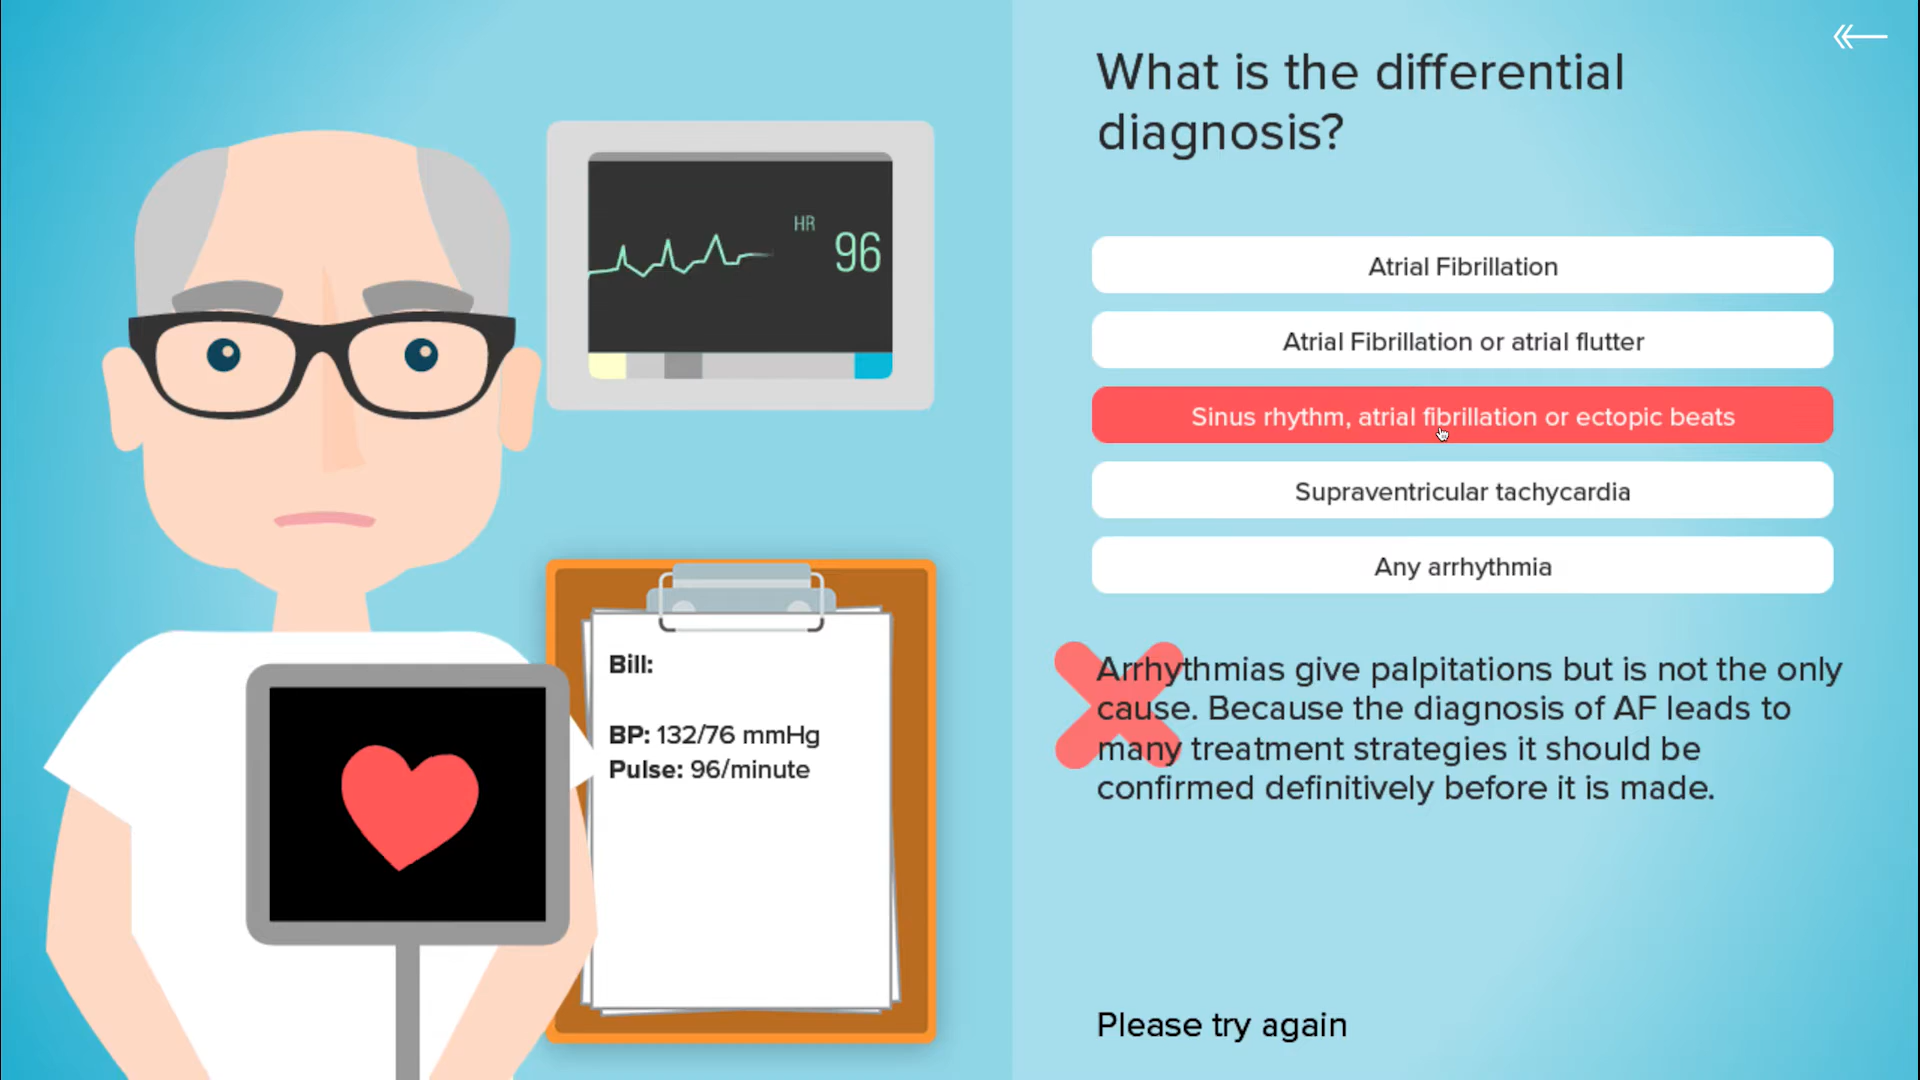 What is the differential
diagnosis?
HR
96
Atrial Fibrillation
Atrial Fibrillation or atrial flutter
Sinus rhythm, atrial fibrillation or ectopic beats
Supraventricular tachycardia
Any arrhythmia
Bill:
BP: 132/76 mmHg
Pulse: 96/minute
Arrhythmias give palpitations but is not the only
cause. Because the diagnosis of AF leads to
many treatment strategies it should be
confirmed definitively before it is made.
Please try again